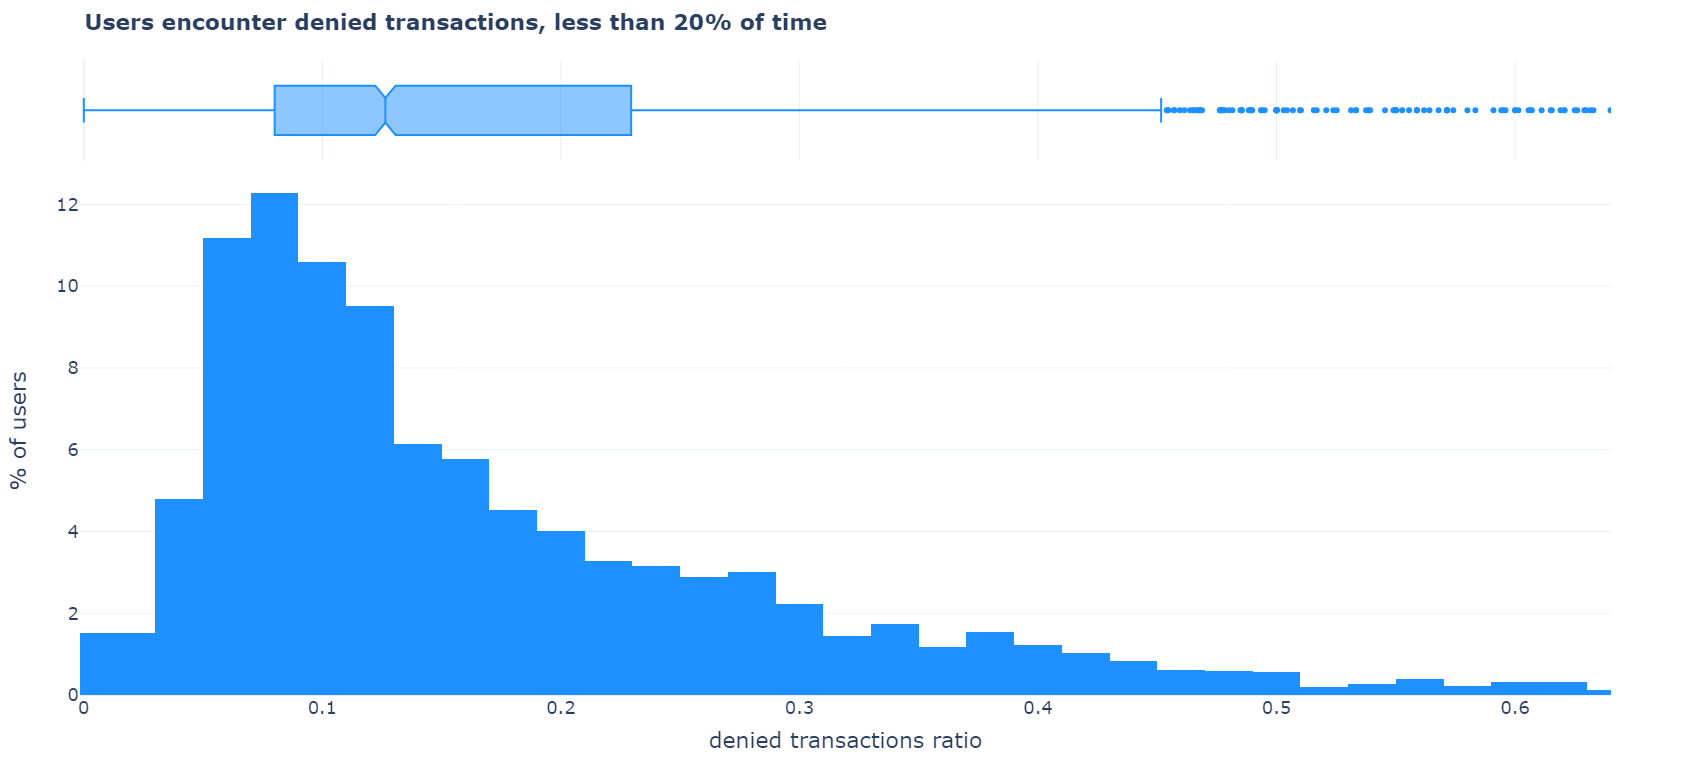 Users encounter denied transactions, less than 20% of time
12
10
8
6
4
2
0
% of users
0 0.1 0.2 0.3 0.4 0.5 0.6
denied transactions ratio